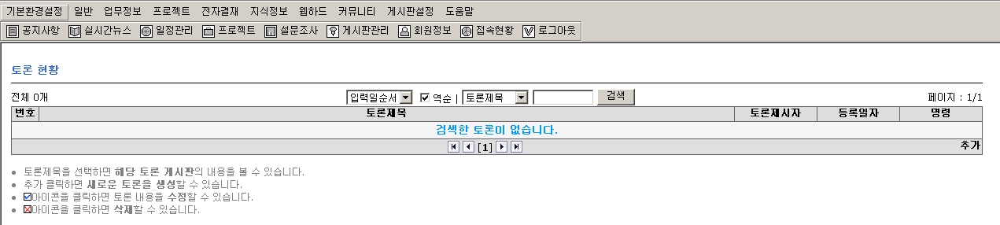 기본환경설정 일반 업무정보 프로젝트 전자결재 지식정보 웹하드 커뮤니티 게시판설정 도움말
공지사항 실시간뉴스 일정관리 프로젝트 설문조사 게시판관리 회원정보 접속현황 로그아웃
토론 현황
전체 0개 입력일순서 역순 | 토론제목 검색 페이지 : 1/1
번호 토론제목 토론제시자 등록일자 명령
검색한 토론이 없습니다.
[1] 추가
토론제목을 선택하면 해당 토론 게시판의 내용을 볼 수 있습니다.
추가 클릭하면 새로운 토론을 생성할 수 있습니다.
아이콘을 클릭하면 토론 내용을 수정할 수 있습니다.
아이콘을 클릭하면 삭제할 수 있습니다.